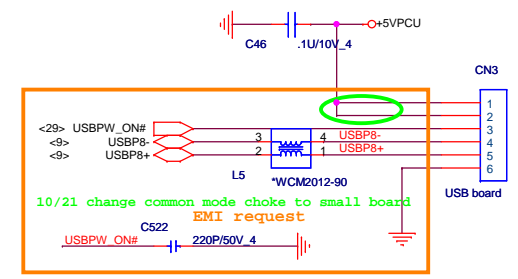 +5VPCU
C46
.1U/10V_4
CN3
1
2
3
4
5
6
USB board
<29> USBPW_ON#
<9> USBP8-
<9> USBP8+
3
2
4
1
USBP8-
USBP8+
L5
*WCM2012-90
10/21 change common mode choke to small board
EMI request
C522
USBPW_ON#
220P/50V_4